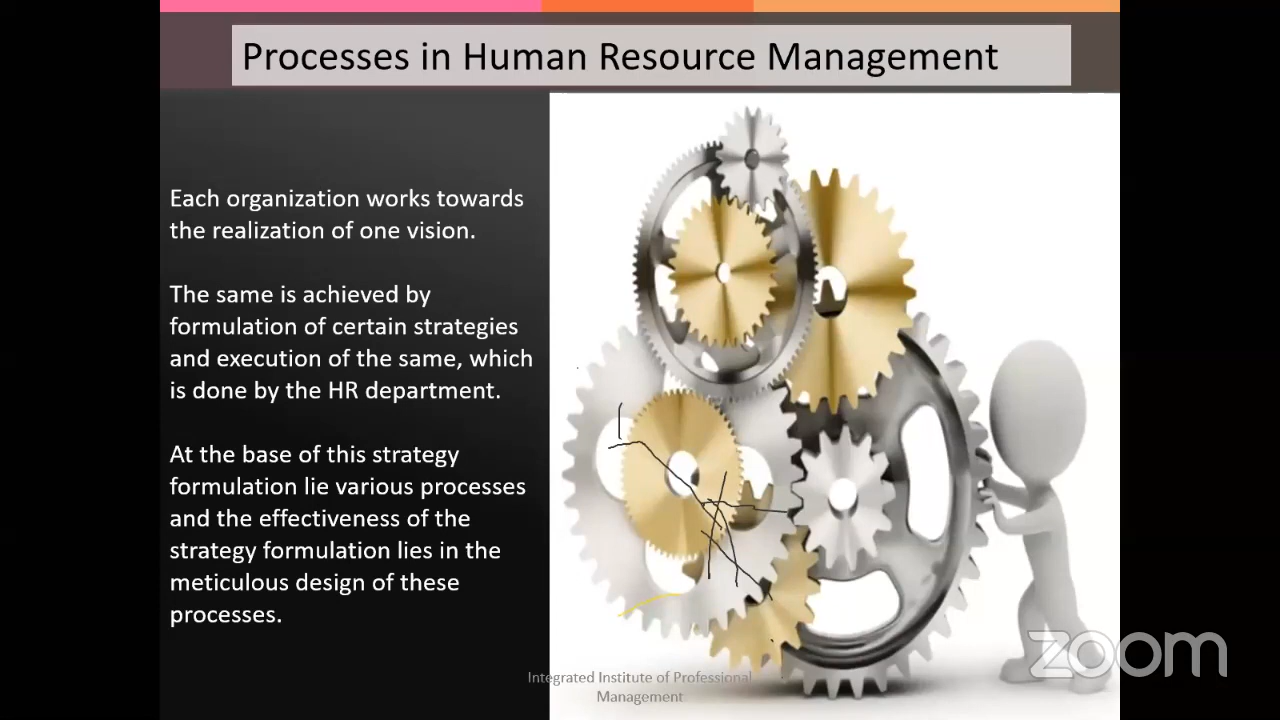 Processes in Human Resource Management
Each organization works towards
the realization of one vision.
The same is achieved by
formulation of certain strategies
and execution of the same, which
is done by the HR department.
At the base of this strategy
formulation lie various processes
and the effectiveness of the
strategy formulation lies in the
meticulous design of these
processes.
Integrated Institute of Professional
Management
zoom